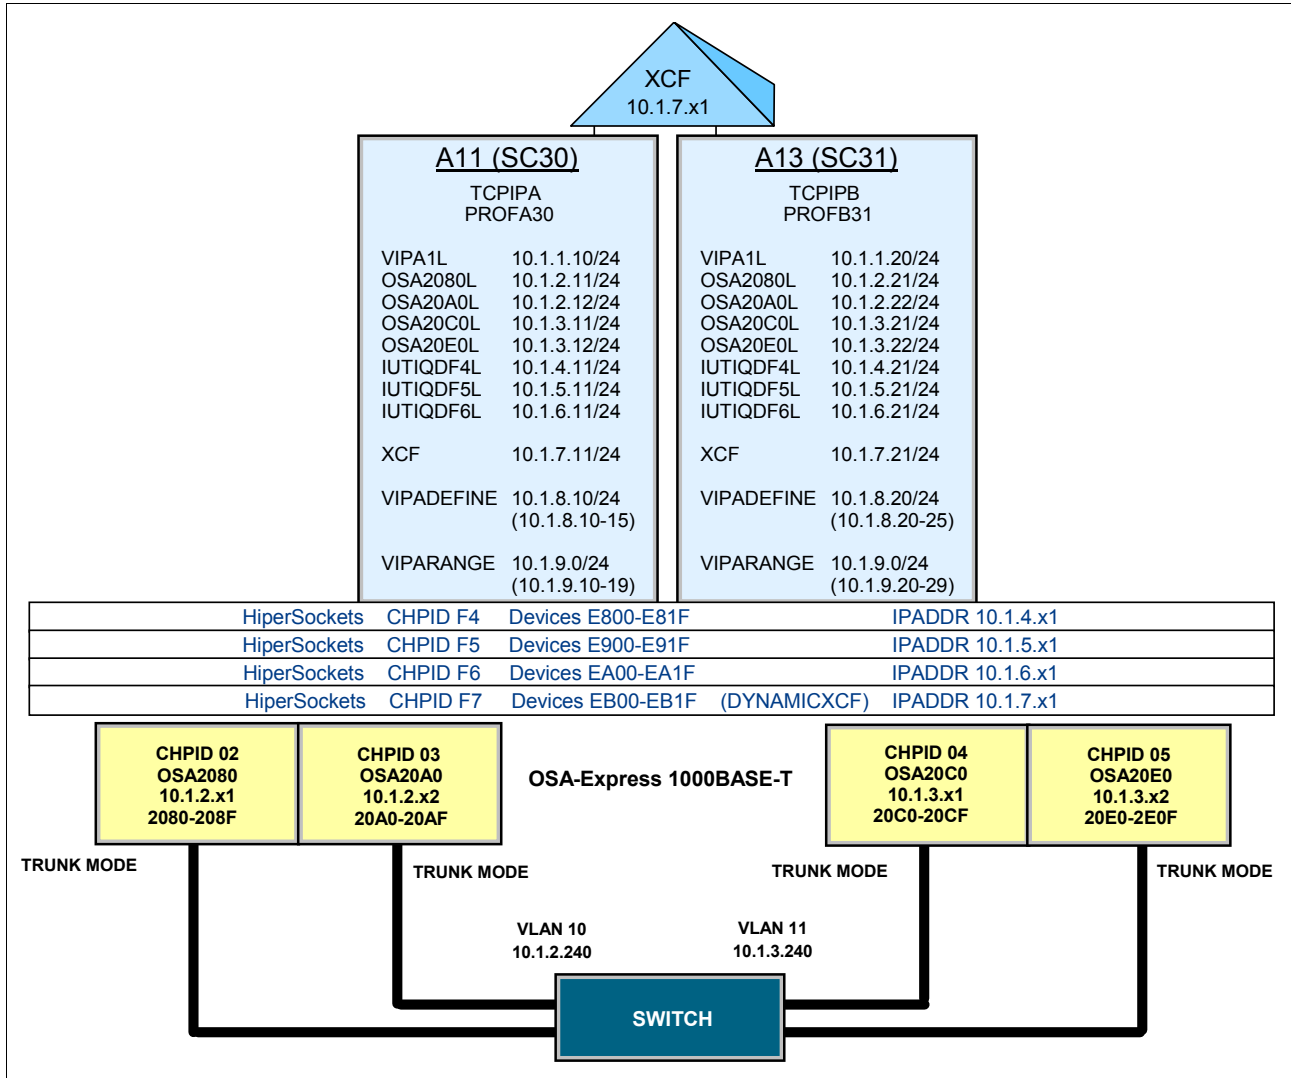 XCF
10.1.7.x1
A11 (SC30)
TCPIPA
PROFA30
VIPA1L 10.1.1.10/24
OSA2080L 10.1.2.11/24
OSA20A0L 10.1.2.12/24
OSA20C0L 10.1.3.11/24
OSA20E0L 10.1.3.12/24
IUTIQDF4L 10.1.4.11/24
IUTIQDF5L 10.1.5.11/24
IUTIQDF6L 10.1.6.11/24
XCF 10.1.7.11/24
VIPADEFINE 10.1.8.10/24
(10.1.8.10-15)
VIPARANGE 10.1.9.0/24
(10.1.9.10-19)
A13 (SC31)
TCPIPB
PROFB31
VIPA1L 10.1.1.20/24
OSA2080L 10.1.2.21/24
OSA20A0L 10.1.2.22/24
OSA20C0L 10.1.3.21/24
OSA20E0L 10.1.3.22/24
IUTIQDF4L 10.1.4.21/24
IUTIQDF5L 10.1.5.21/24
IUTIQDF6L 10.1.6.21/24
XCF 10.1.7.21/24
VIPADEFINE 10.1.8.20/24
(10.1.8.20-25)
VIPARANGE 10.1.9.0/24
(10.1.9.20-29)
HiperSockets CHPID F4 Devices E800-E81F IPADDR 10.1.4.x1
HiperSockets CHPID F5 Devices E900-E91F IPADDR 10.1.5.x1
HiperSockets CHPID F6 Devices EA00-EA1F IPADDR 10.1.6.x1
HiperSockets CHPID F7 Devices EB00-EB1F (DYNAMICXCF) IPADDR 10.1.7.x1
CHPID 02
OSA2080
10.1.2.x1
2080-208F
CHPID 03
OSA20A0
10.1.2.x2
20A0-20AF
OSA-Express 1000BASE-T
CHPID 04
OSA20C0
10.1.3.x1
20C0-20CF
CHPID 05
OSA20E0
10.1.3.x2
20E0-2E0F
TRUNK MODE
TRUNK MODE
TRUNK MODE
TRUNK MODE
VLAN 10
10.1.2.240
VLAN 11
10.1.3.240
SWITCH